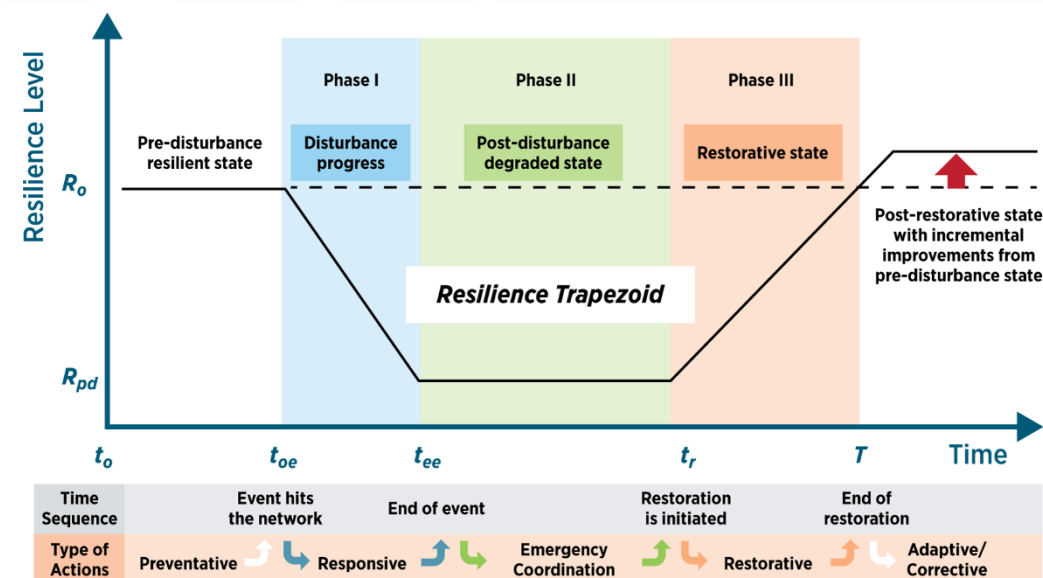 Resilience Level
Phase I
Phase II
Phase III
Pre-disturbance
resilient state
Disturbance
progress
Post-disturbance
degraded state
Restorative state
Ro
Post-restorative state
with incremental
improvements from
pre-disturbance state
Resilience Trapezoid
Rpd
to
toe
tee
tr
T
Time
Time
Sequence
Event hits
the network
End of event
Restoration
is initiated
End of
restoration
Type of
Actions
Preventative
Responsive
Emergency
Coordination
Restorative
Adaptive/
Corrective